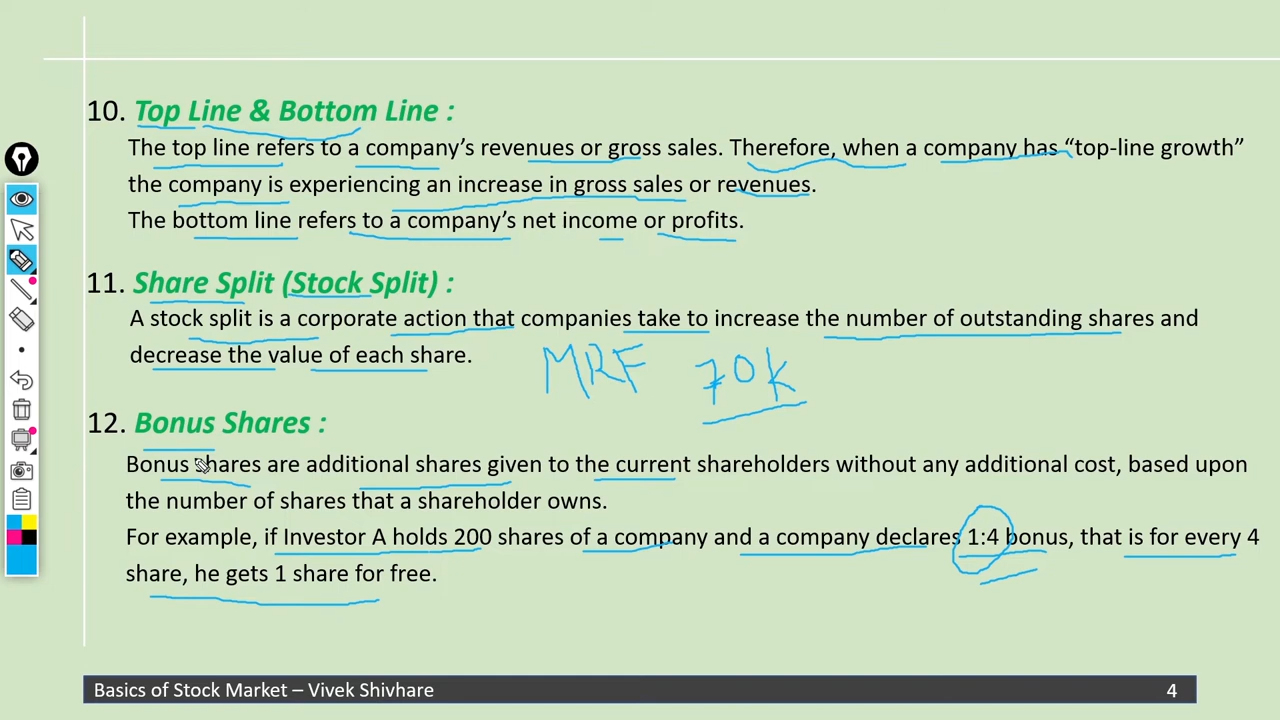 10. Top Line & Bottom Line :
The top line refers to a company's revenues or gross sales. Therefore, when a company has “top-line growth”
the company is experiencing an increase in gross sales or revenues.
The bottom line refers to a company's net income or profits.
11. Share Split (Stock Split) :
A stock split is a corporate action that companies take to increase the number of outstanding shares and
decrease the value of each share.
MRF 70k
12. Bonus Shares :
Bonus shares are additional shares given to the current shareholders without any additional cost, based upon
the number of shares that a shareholder owns.
For example, if Investor A holds 200 shares of a company and a company declares 1:4 bonus, that is for every 4
share, he gets 1 share for free.
Basics of Stock Market – Vivek Shivhare 4